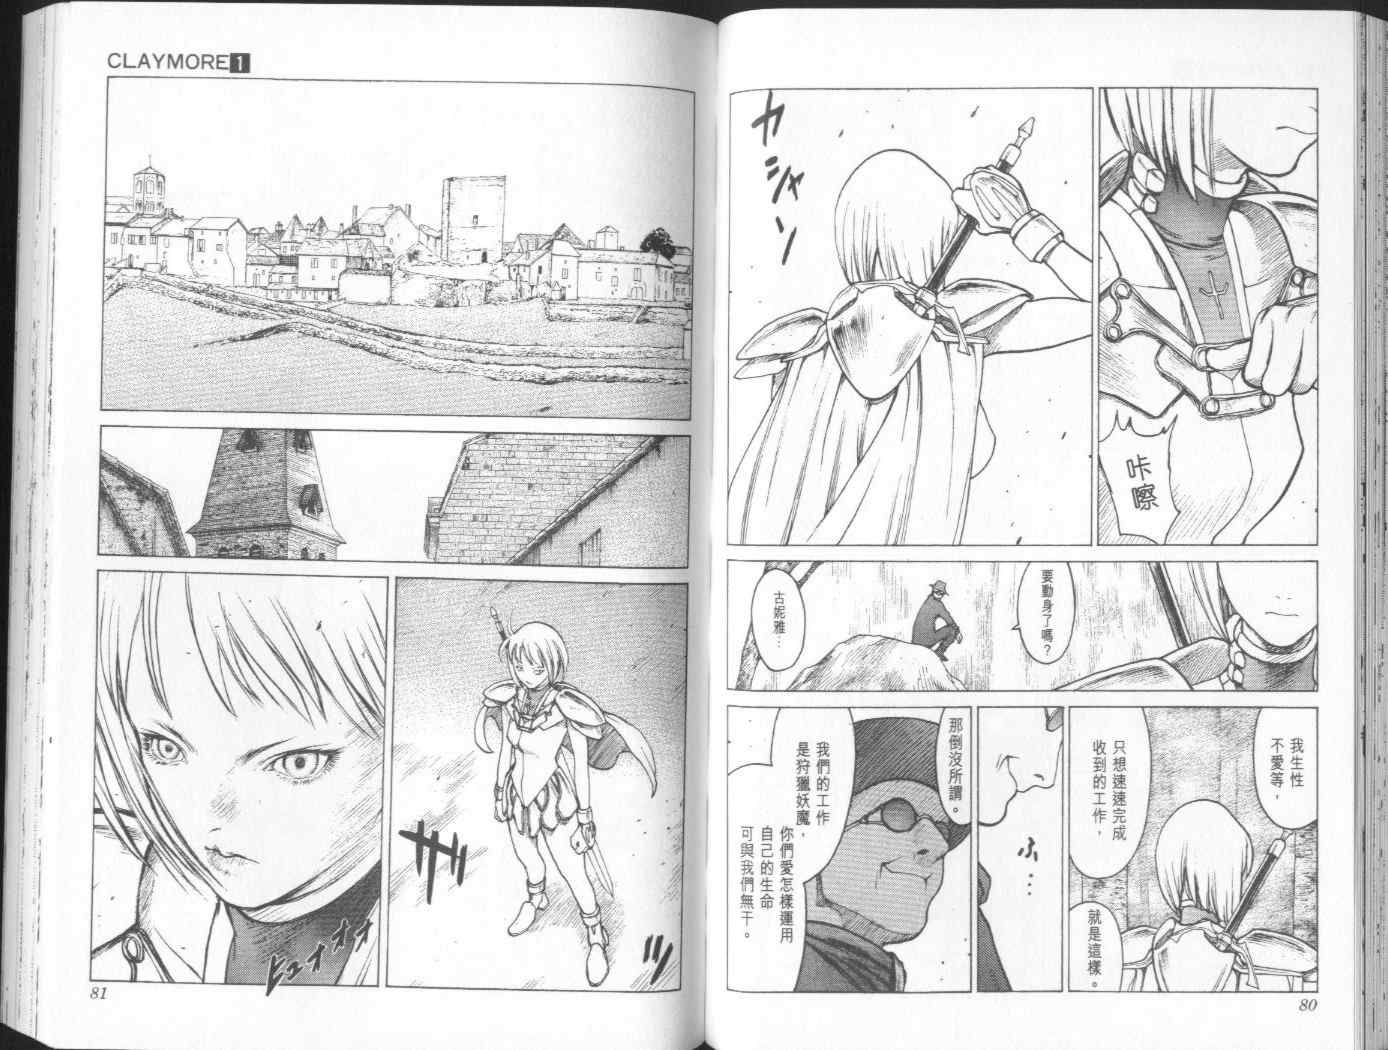 咔
嚓
カシャン
要動身了嗎？
古妮雅…
我生性
不愛等，
只想速速完成
收到的工作，
就是這樣。
ふ…
那倒沒所謂。
我們的工作
是狩獵妖魔，
你們愛怎樣運用
自己的生命
可與我們無干。
80
CLAYMORE 1
ザッ
ヒュオオオ
81